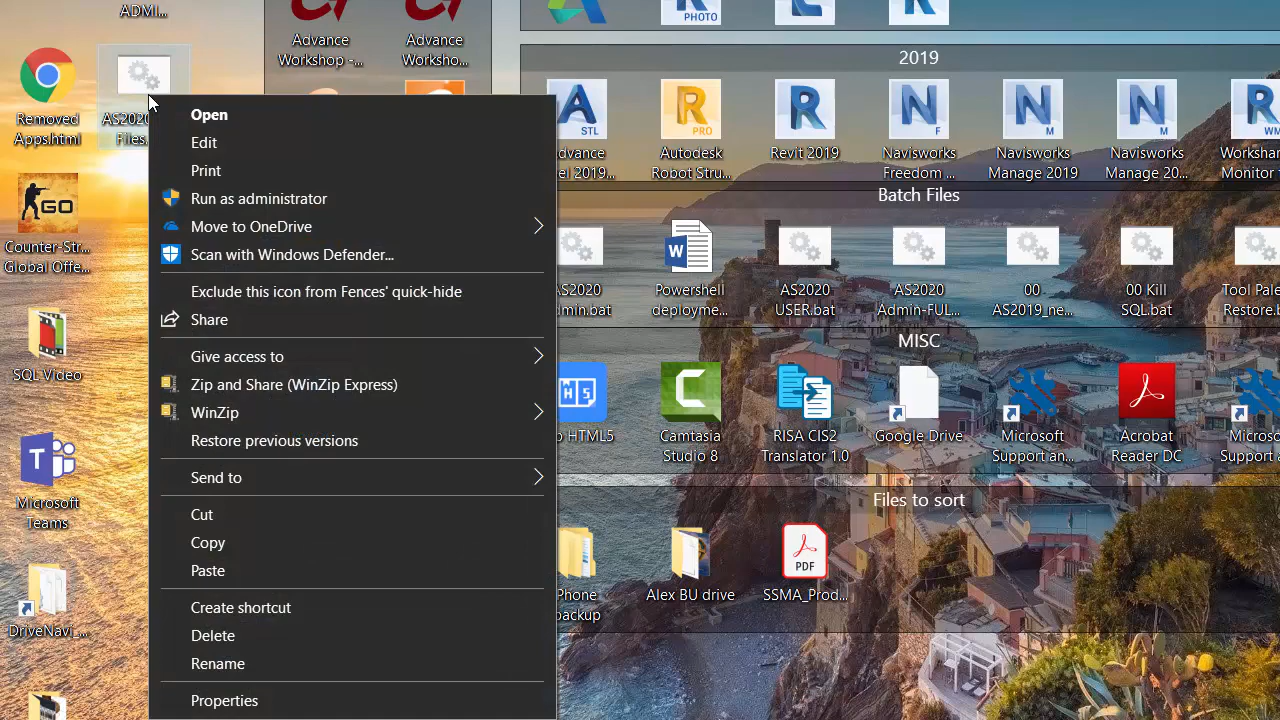 ADMI...
Removed
Apps.html
AS2020
Files.
Counter-Str...
Global Offe...
GO
SQL Video
T
Microsoft
Teams
DriveNavi_...
Advance
Workshop -...
Advance
Worksho...
Open
Edit
Print
Run as administrator
Move to OneDrive
Scan with Windows Defender...
Exclude this icon from Fences' quick-hide
Share
Give access to
Zip and Share (WinZip Express)
WinZip
Restore previous versions
Send to
Cut
Copy
Paste
Create shortcut
Delete
Rename
Properties
PHOTO
2019
A
STL
R
PRO
R
N
F
N
M
N
M
WM
dvance
el 2019...
Autodesk
Robot Stru...
Revit 2019
Navisworks
Freedom ...
Navisworks
Manage 2019
Navisworks
Manage 20...
Workshar
Monitor f
Batch Files
W
AS2020
dmin.bat
Powershell
deployme...
AS2020
USER.bat
AS2020
Admin-FUL...
00
AS2019_ne...
00 Kill
SQL.bat
Tool Pale
Restore.b
MISC
H5
C
p HTML5
Camtasia
Studio 8
RISA CIS2
Translator 1.0
Google Drive
Microsoft
Support an...
Acrobat
Reader DC
Microso
Support a
Files to sort
PDF
Phone
backup
Alex BU drive
SSMA_Prod...